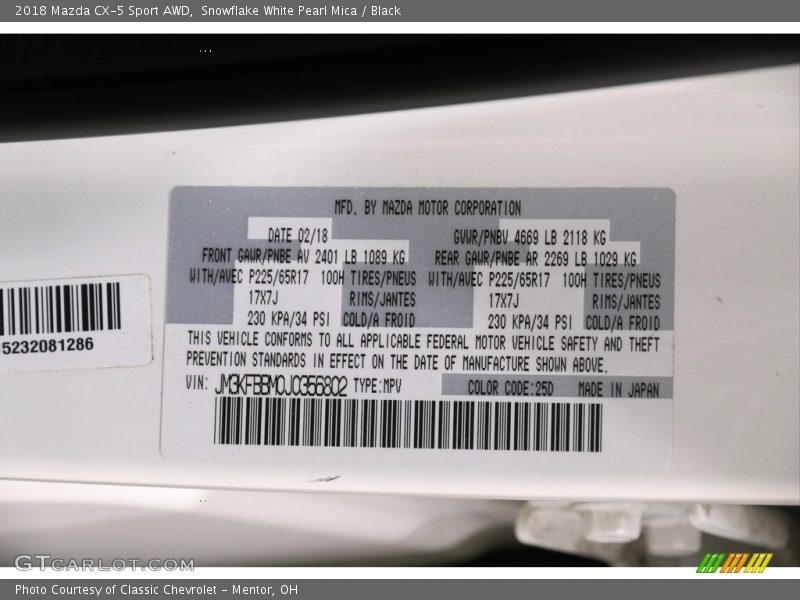 2018 Mazda CX-5 Sport AWD, Snowflake White Pearl Mica / Black
MFD. BY MAZDA MOTOR CORPORATION
DATE 02/18 GVWR/PNBV 4669 LB 2118 KG
FRONT GAWR/PNBE AV 2401 LB 1089 KG REAR GAWR/PNBE AR 2269 LB 1029 KG
WITH/AVEC P225/65R17 100H TIRES/PNEUS WITH/AVEC P225/65R17 100H TIRES/PNEUS
17X7J RIMS/JANTES 17X7J RIMS/JANTES
230 KPA/34 PSI COLD/A FROID 230 KPA/34 PSI COLD/A FROID
THIS VEHICLE CONFORMS TO ALL APPLICABLE FEDERAL MOTOR VEHICLE SAFETY AND THEFT
PREVENTION STANDARDS IN EFFECT ON THE DATE OF MANUFACTURE SHOWN ABOVE.
VIN: JM3KFBBM0J0356802 TYPE:MPV COLOR CODE:25D MADE IN JAPAN
5232081286
GTCARLOT.COM
Photo Courtesy of Classic Chevrolet - Mentor, OH